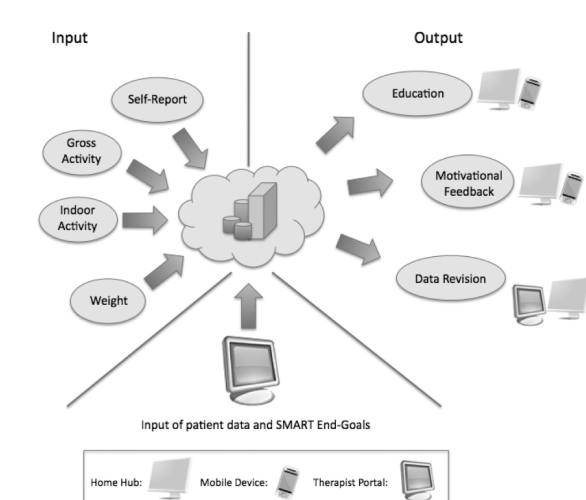 Input
Output
Self-Report
Education
Gross
Activity
Motivational
Feedback
Indoor
Activity
Data Revision
Weight
Input of patient data and SMART End-Goals
Home Hub:
Mobile Device:
Therapist Portal: